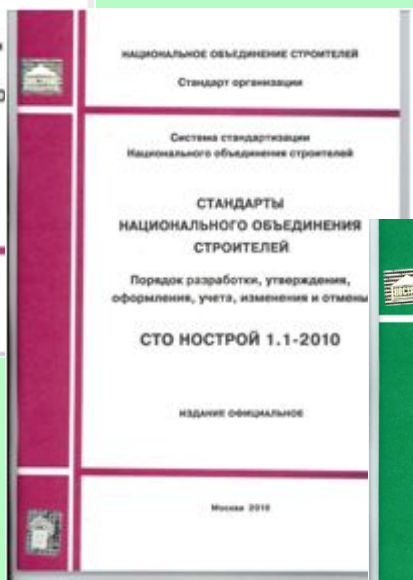 НАЦИОНАЛЬНОЕ ОБЪЕДИНЕНИЕ СТРОИТЕЛЕЙ
Стандарт организации
Система стандартизации
Национального объединения строителей
СТАНДАРТЫ
НАЦИОНАЛЬНОГО ОБЪЕДИНЕНИЯ
СТРОИТЕЛЕЙ
Порядок разработки, утверждения,
оформления, учета, изменения и отмены
СТО НОСТРОЙ 1.1-2010
ИЗДАНИЕ ОФИЦИАЛЬНОЕ
Москва 2010